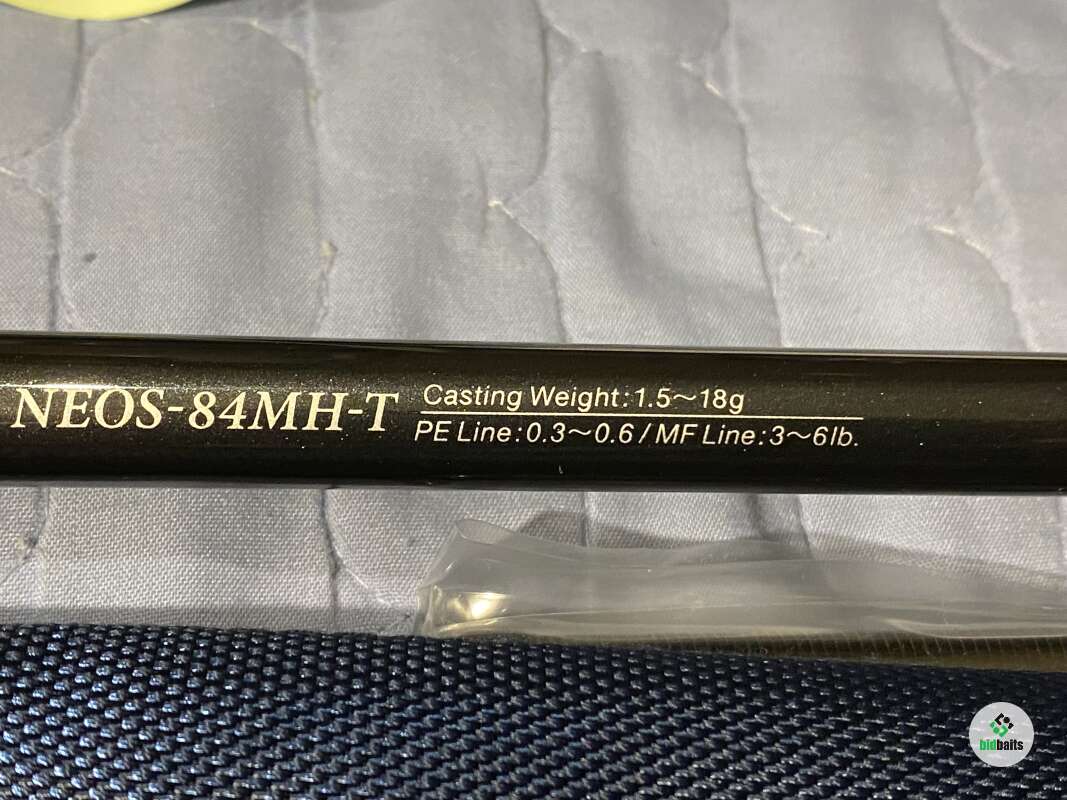 NEOS-84MH-T
Casting Weight:1.5～18g
PE Line:0.3～0.6/MF Line:3～6lb.
bidbaits